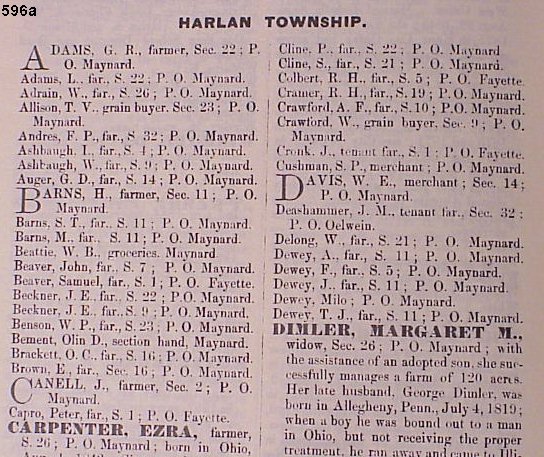 596a
HARLAN TOWNSHIP.
ADAMS, G. R., farmer, Sec. 22; P.
O. Maynard.
Adams, L., far., S. 22; P. O. Maynard.
Adrain, W., far., S. 26; P. O. Maynard.
Allison, T. V., grain buyer. Sec. 23; P. O.
Maynard.
Andres, F. P., far., S 32; P. O. Maynard.
Ashbaugh, I., far., S. 4; P. O. Maynard.
Ashbaugh, W., far., S. 9; P. O. Maynard.
Auger, G. D., far., S. 14; P. O. Maynard.
BARNS, H., farmer, Sec. 11; P. O.
Maynard.
Barns, S. T., far., S. 11; P. O. Maynard.
Barns, M., far., S. 11; P. O. Maynard.
Beattie, W. B., groceries. Maynard
Beaver, John, far. S. 7; P. O. Maynard.
Beaver, Samuel, far., S. 1; P. O. Fayette.
Beckner, J. E., far., S. 22; P.O. Maynard.
Beckner, J. E., far., S. 9; P. O. Maynard.
Benson, W. P., far., S. 23; P. O. Maynard.
Bement, Olin D., section hand, Maynard.
Brackett, O. C., far., S. 16; P. O. Maynard.
Brown, E., far., Sec. 16; P. O. Maynard.
CANELL, J., farmer, Sec. 2; P. O.
Maynard.
Capro, Peter, far., S. 1; P. O. Fayette.
CARPENTER, EZRA, farmer,
S. 26; P. O. Maynard; born in Ohio,
Cline, P., far., S. 22; P. O. Maynard
Cline, S., far., S. 21; P. O. Maynard.
Colbert, R. H., far., S. 5; P. O. Fayette.
Cramer, R. H., far., S. 19; P. O. Maynard.
Crawford, A. F., far., S. 10; P. O. Maynard.
Crawford, W., grain buyer, Sec. 9; P. O.
Maynard.
Cronk. J., tenant far., S. 1; P. O. Fayette.
Cushman, S. P., merchant; P. O. Maynard.
DAVIS, W. E., merchant; Sec. 14;
P. O. Maynard.
Deashammer, J. M., tenant far., Sec. 32;
P. O. Oelwein.
Delong, W., far., S. 21; P. O. Maynard.
Dewey, A., far., S. 11; P. O. Maynard.
Dewey, F., far., S. 5; P. O. Maynard.
Dewey, J., far., S. 11; P. O. Maynard.
Dewey, Milo; P. O. Maynard.
Dewey, T. J., far., S. 11; P. O. Maynard.
DIMLER, MARGARET M.,
widow, Sec. 26; P. O. Maynard; with
the assistance of an adopted son, she suc-
cessfully manages a farm of 120 acres.
Her late husband, George Dimler, was
born in Allegheny, Penn., July 4, 1819;
when a boy he was bound out to a man
in Ohio, but not receiving the proper
treatment, he ran away and came to Illi-